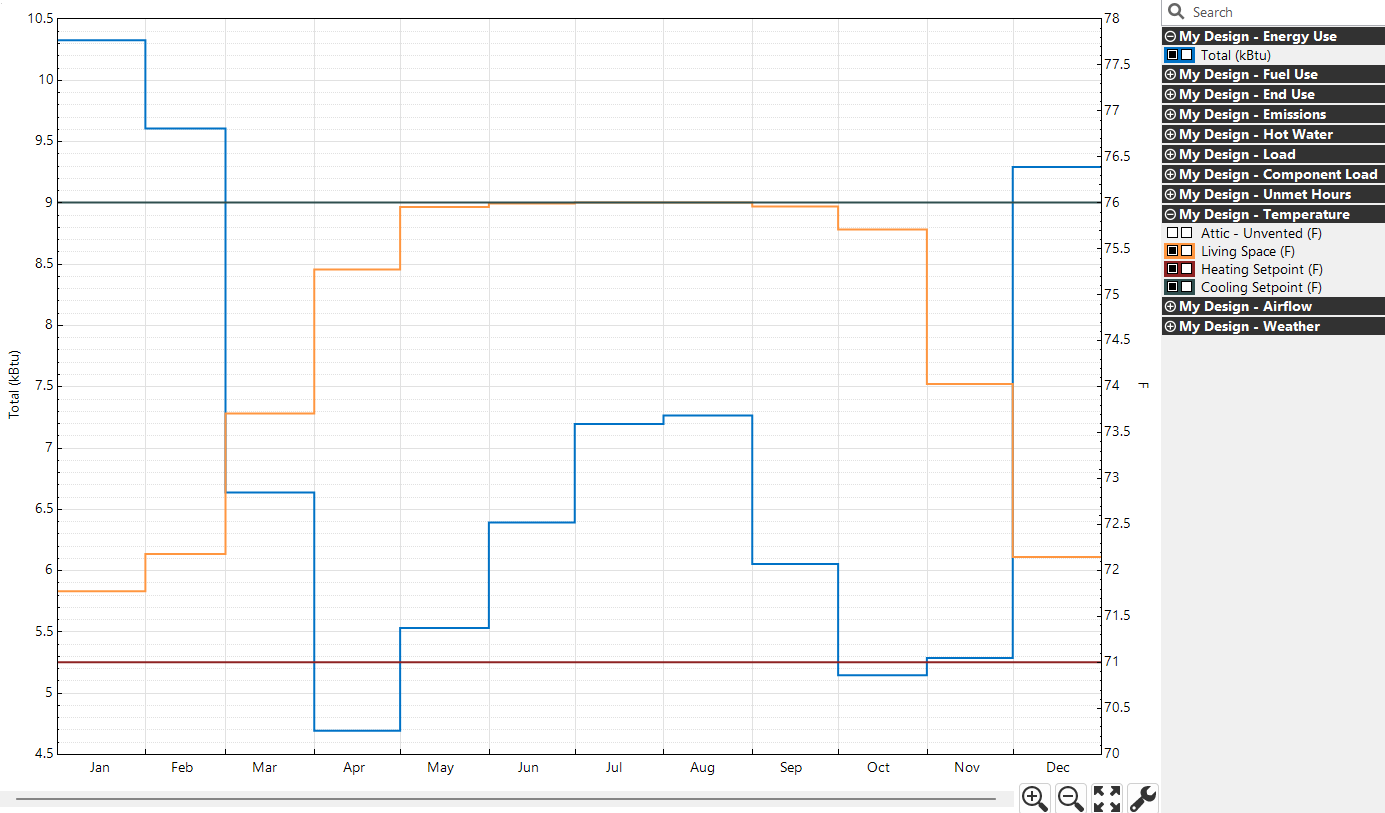 10.5
10
9.5
9
8.5
8
7.5
7
6.5
6
5.5
5
4.5
Total (kBtu)
Jan Feb Mar Apr May Jun Jul Aug Sep Oct Nov Dec
78
77.5
77
76.5
76
75.5
75
74.5
74
73.5
73
72.5
72
71.5
71
70.5
70
F
Search
My Design - Energy Use
Total (kBtu)
My Design - Fuel Use
My Design - End Use
My Design - Emissions
My Design - Hot Water
My Design - Load
My Design - Component Load
My Design - Unmet Hours
My Design - Temperature
Attic - Unvented (F)
Living Space (F)
Heating Setpoint (F)
Cooling Setpoint (F)
My Design - Airflow
My Design - Weather